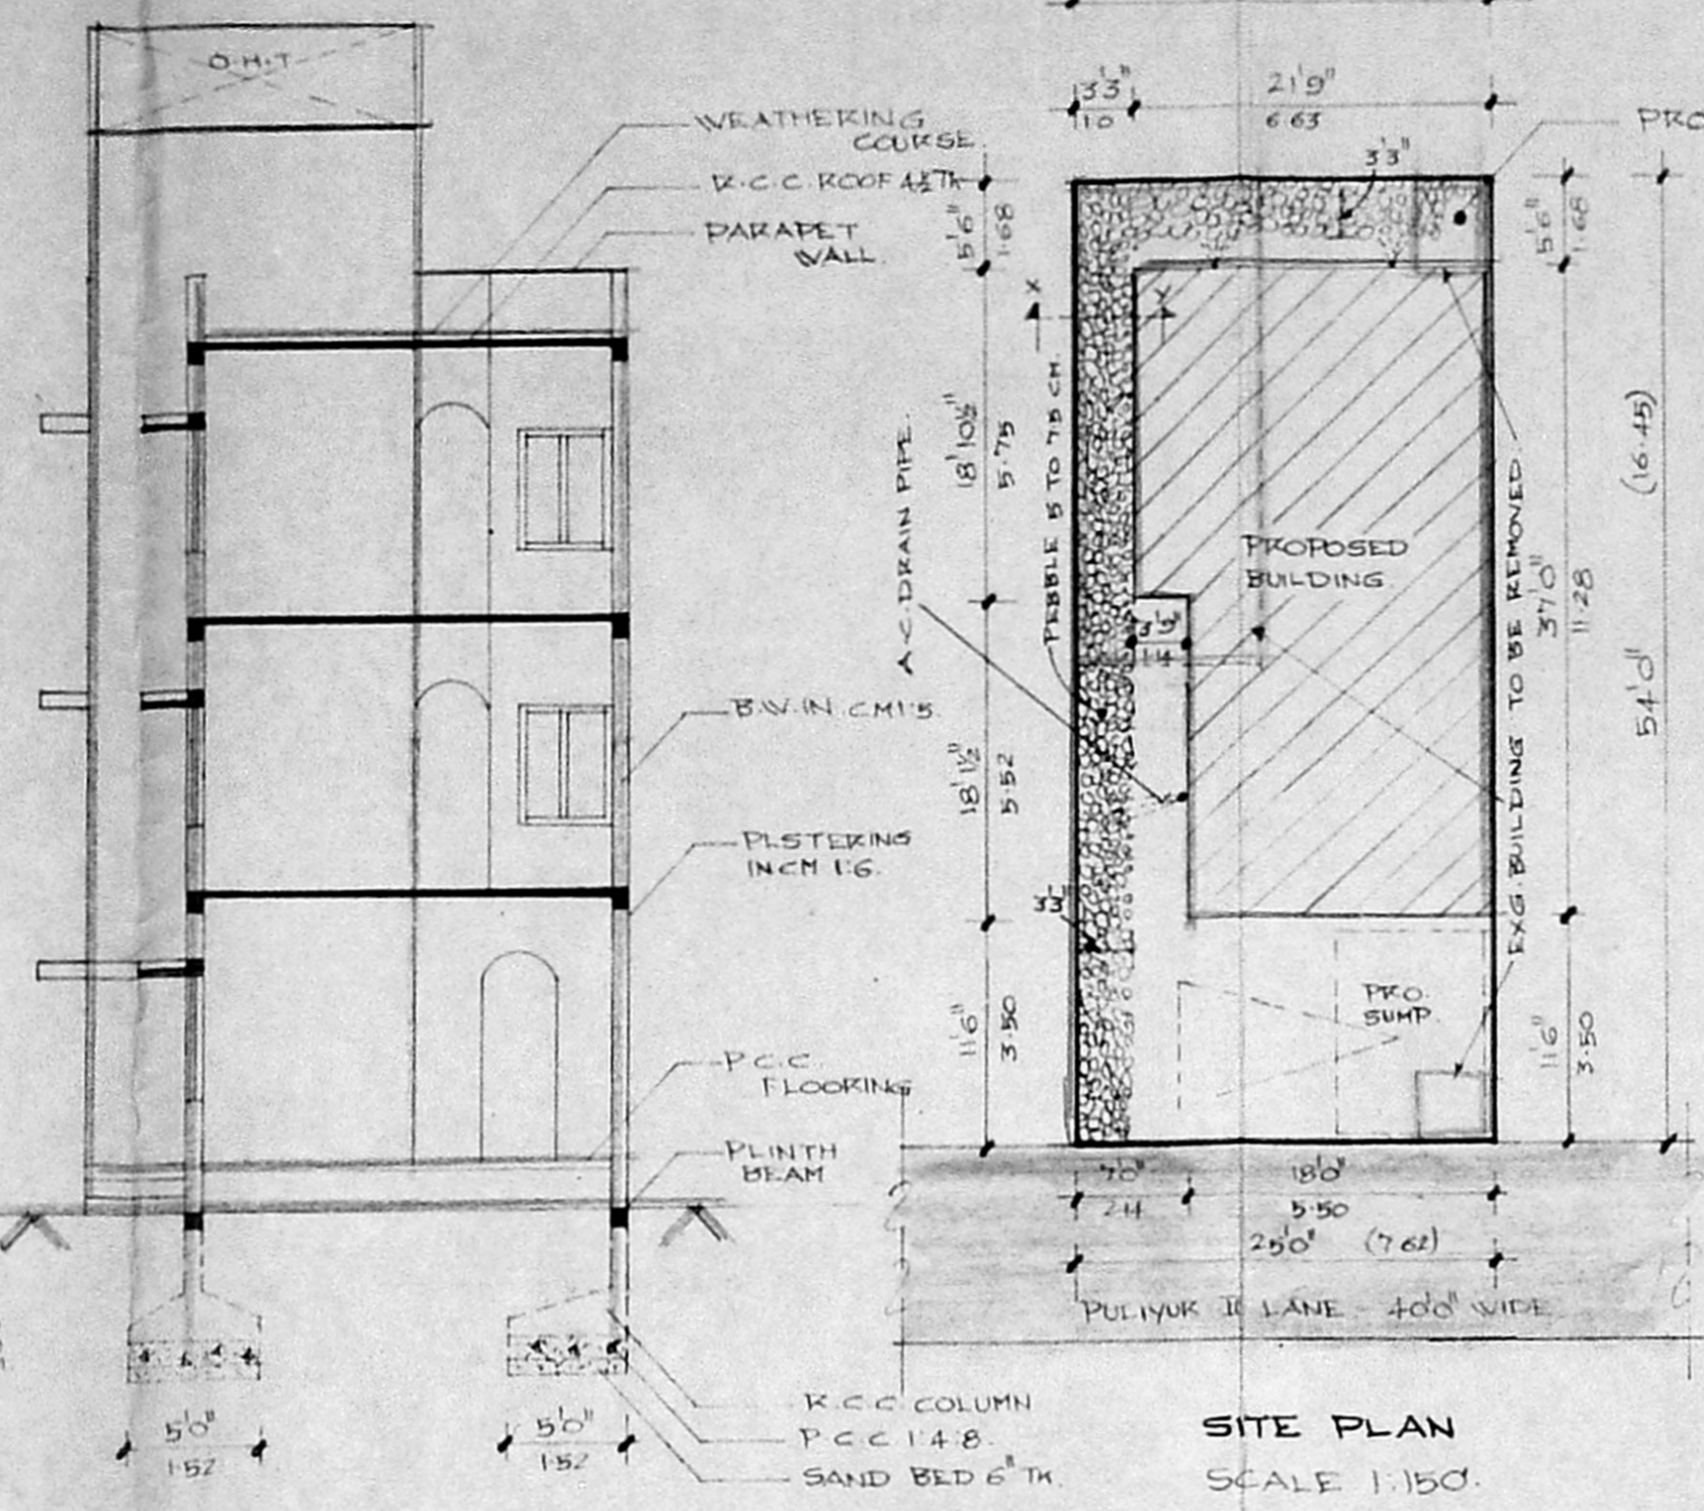 O.H.T
WEATHERING
COURSE.
R.C.C. ROOF 4½" TK
PARAPET
WALL.
B.W. IN CM 1:5.
PLSTERING
IN CM 1:6.
P.C.C.
FLOORING
PLINTH
BEAM
R.C.C. COLUMN
P.C.C 1:4:8.
SAND BED 6" TK.
5'0"
1.52
5'0"
1.52
3'3"
1.0
21'9"
6.63
PRO
3'3"
5'6"
1.68
18'10½"
5.75
18'1½"
5.52
11'6"
3.50
A.C. DRAIN PIPE.
PEBBLE 5 TO 75 CM.
X
X
PROPOSED
BUILDING.
3'9"
1.14
3'3"
PRO.
SUMP.
EXG. BUILDING TO BE REMOVED.
5'6"
1.68
37'0"
11.28
11'6"
3.50
54'0"
(16.45)
7'0"
2.14
18'0"
5.50
25'0" (7.62)
PULIYUR II LANE - 40'0" WIDE
SITE PLAN
SCALE 1:150.